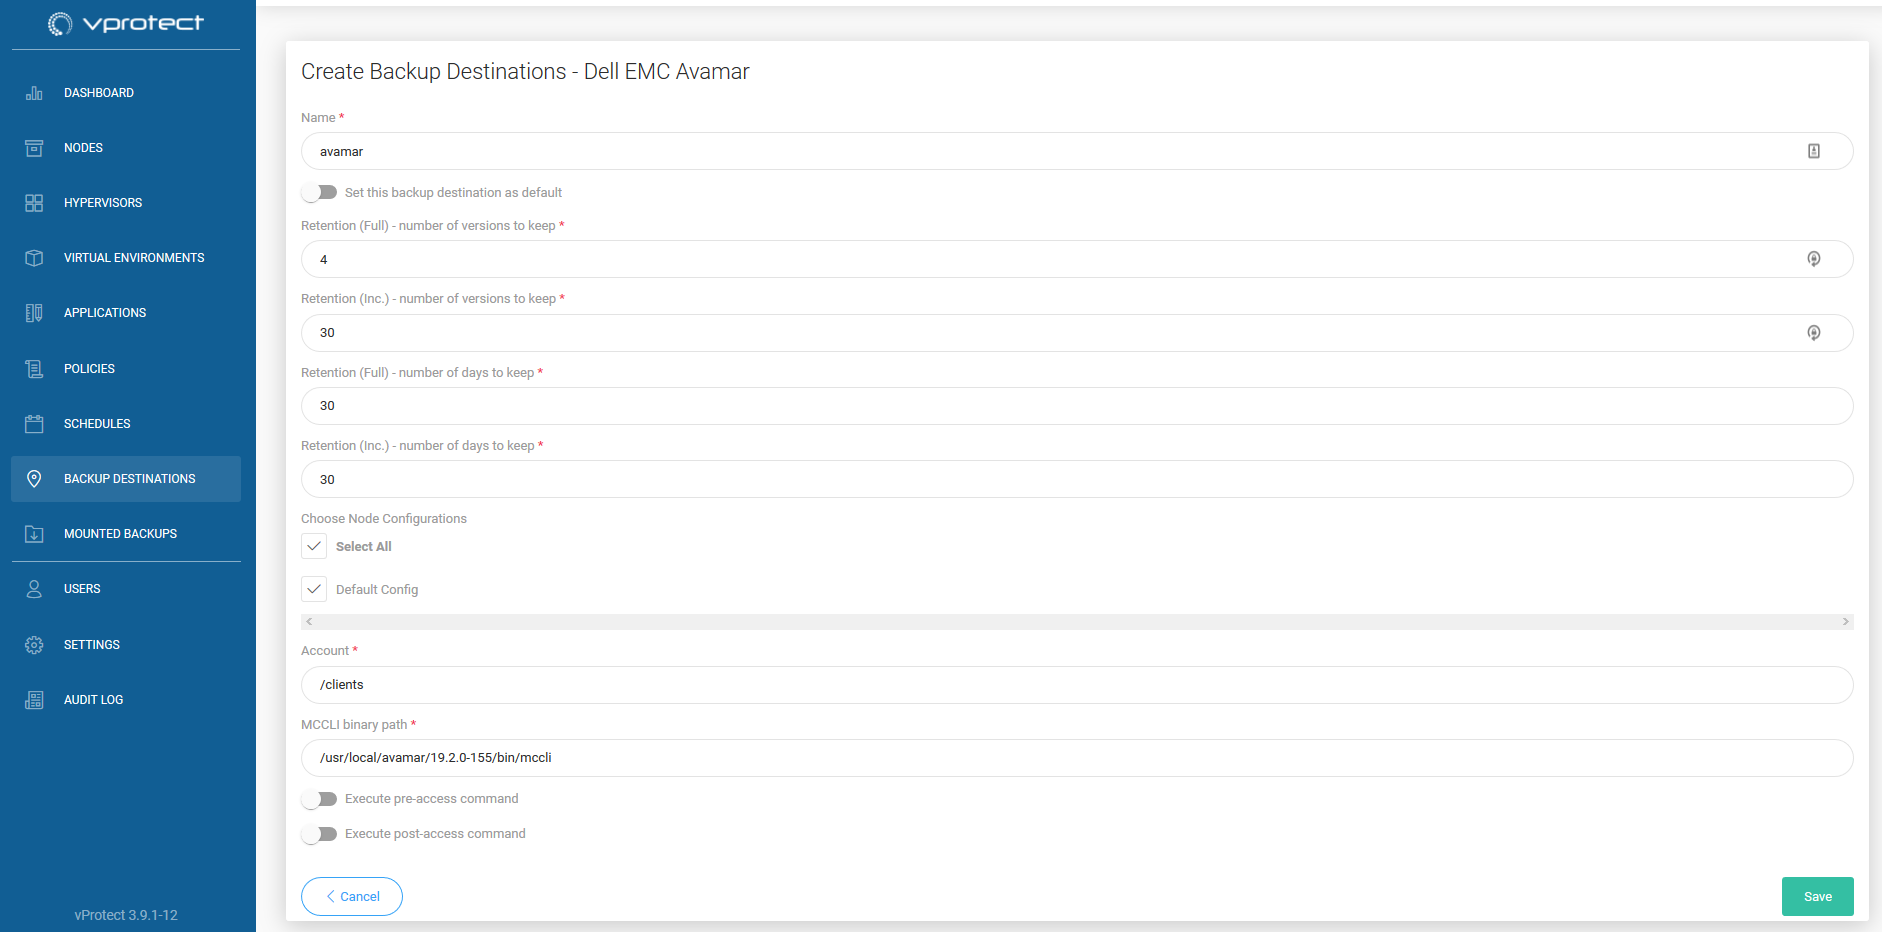 vprotect
DASHBOARD
NODES
HYPERVISORS
VIRTUAL ENVIRONMENTS
APPLICATIONS
POLICIES
SCHEDULES
BACKUP DESTINATIONS
MOUNTED BACKUPS
USERS
SETTINGS
AUDIT LOG
vProtect 3.9.1-12
Create Backup Destinations - Dell EMC Avamar
Name *
avamar
Set this backup destination as default
Retention (Full) - number of versions to keep *
4
Retention (Inc.) - number of versions to keep *
30
Retention (Full) - number of days to keep *
30
Retention (Inc.) - number of days to keep *
30
Choose Node Configurations
Select All
Default Config
Account *
/clients
MCCLI binary path *
/usr/local/avamar/19.2.0-155/bin/mccli
Execute pre-access command
Execute post-access command
Cancel
Save